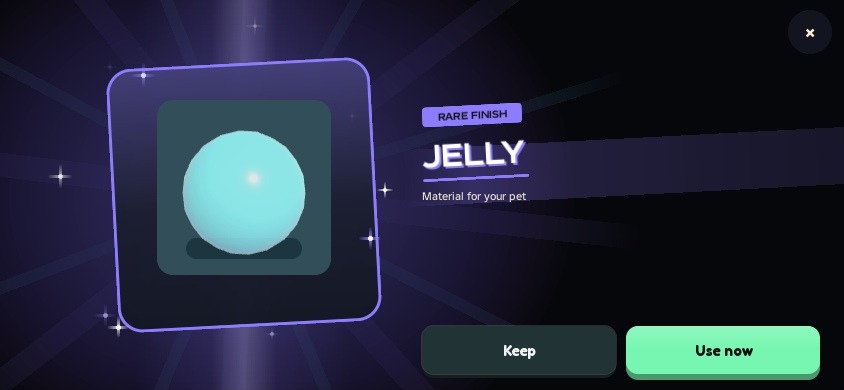 ×
RARE FINISH
JELLY
Material for your pet
Keep
Use now